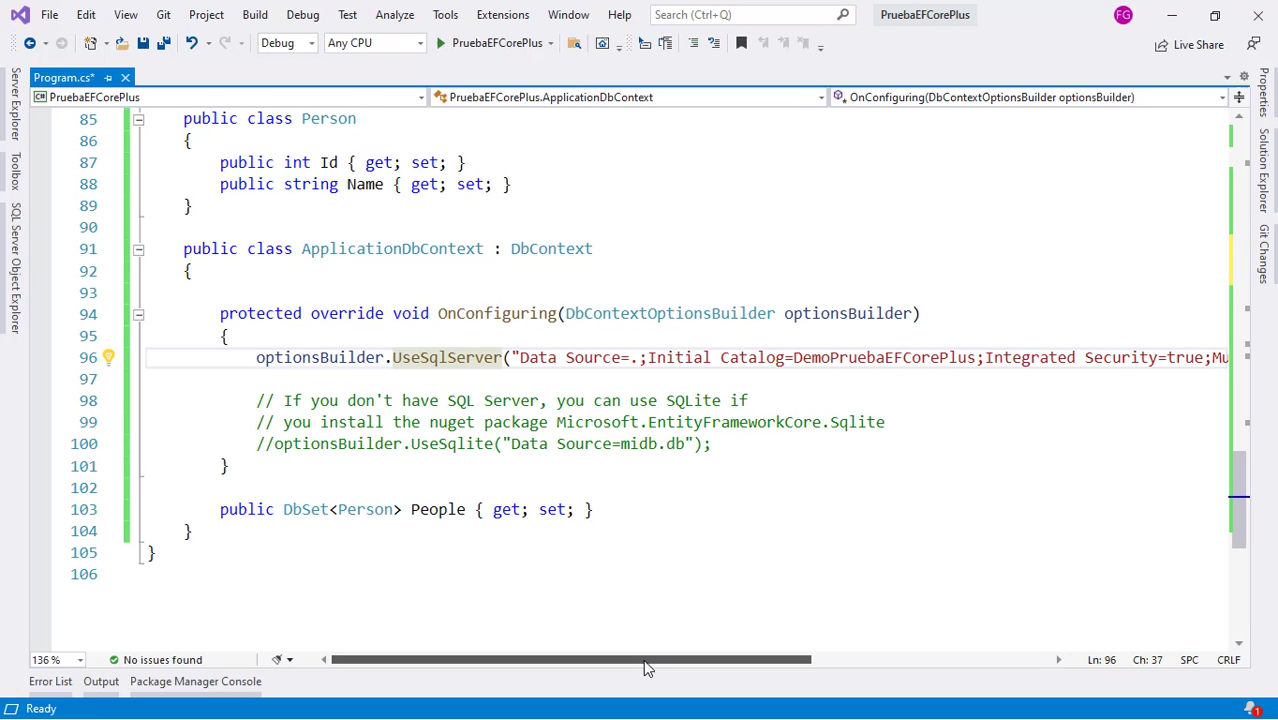 File Edit View Git Project Build Debug Test Analyze Tools Extensions Window Help Search (Ctrl+Q) PruebaEFCorePlus FG
Debug Any CPU PruebaEFCorePlus Live Share
Program.cs*
PruebaEFCorePlus PruebaEFCorePlus.ApplicationDbContext OnConfiguring(DbContextOptionsBuilder optionsBuilder)
Server Explorer
Toolbox
SQL Server Object Explorer
Properties
Solution Explorer
Git Changes
85 public class Person
86 {
87 public int Id { get; set; }
88 public string Name { get; set; }
89 }
90
91 public class ApplicationDbContext : DbContext
92 {
93
94 protected override void OnConfiguring(DbContextOptionsBuilder optionsBuilder)
95 {
96 optionsBuilder.UseSqlServer("Data Source=.;Initial Catalog=DemoPruebaEFCorePlus;Integrated Security=true;Mu
97
98 // If you don't have SQL Server, you can use SQLite if
99 // you install the nuget package Microsoft.EntityFrameworkCore.Sqlite
100 //optionsBuilder.UseSqlite("Data Source=midb.db");
101 }
102
103 public DbSet<Person> People { get; set; }
104 }
105 }
106
136 % No issues found Ln: 96 Ch: 37 SPC CRLF
Error List Output Package Manager Console
Ready 1